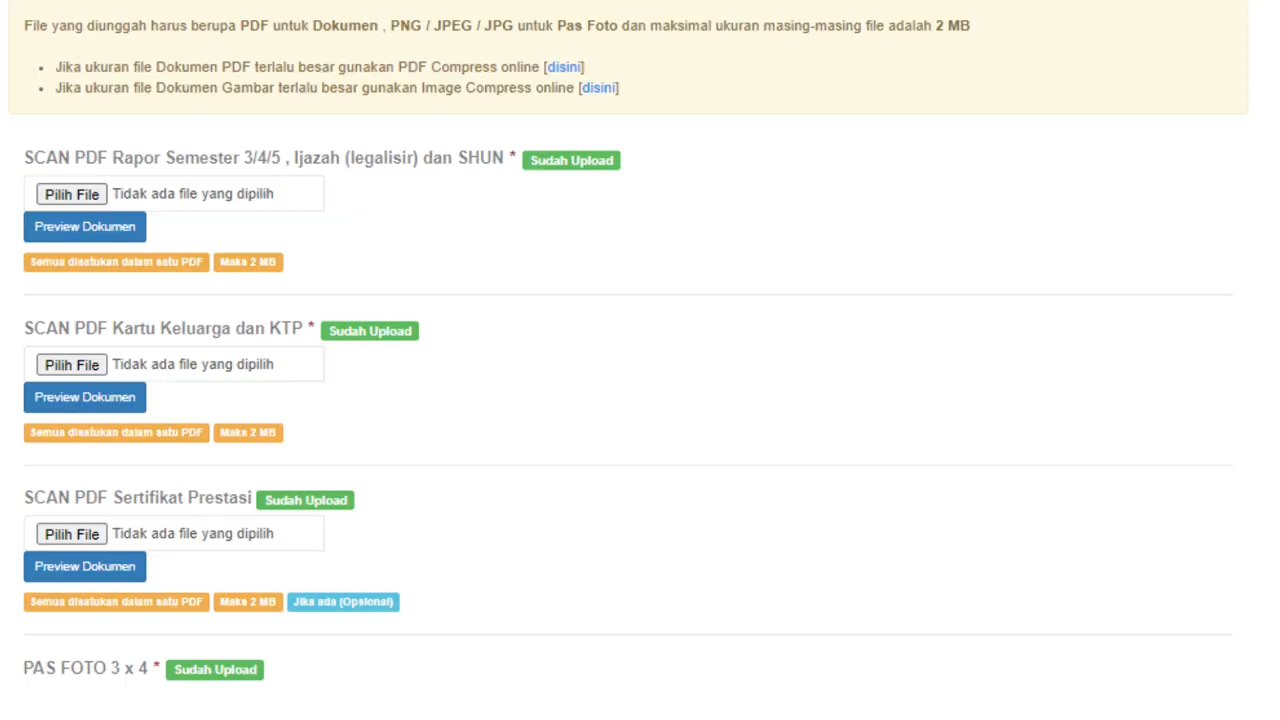 File yang diunggah harus berupa PDF untuk Dokumen , PNG / JPEG / JPG untuk Pas Foto dan maksimal ukuran masing-masing file adalah 2 MB
• Jika ukuran file Dokumen PDF terlalu besar gunakan PDF Compress online [disini]
• Jika ukuran file Dokumen Gambar terlalu besar gunakan Image Compress online [disini]
SCAN PDF Rapor Semester 3/4/5 , Ijazah (legalisir) dan SHUN * Sudah Upload
Pilih File Tidak ada file yang dipilih
Preview Dokumen
Semua disatukan dalam satu PDF Maks 2 MB
SCAN PDF Kartu Keluarga dan KTP * Sudah Upload
Pilih File Tidak ada file yang dipilih
Preview Dokumen
Semua disatukan dalam satu PDF Maks 2 MB
SCAN PDF Sertifikat Prestasi Sudah Upload
Pilih File Tidak ada file yang dipilih
Preview Dokumen
Semua disatukan dalam satu PDF Maks 2 MB Jika ada (Opsional)
PAS FOTO 3 x 4 * Sudah Upload